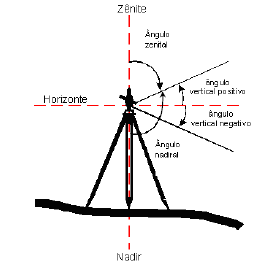 Zênite
Ângulo
zenital
ângulo
vertical positivo
Horizonte
ângulo
vertical negativo
Ângulo
nadiral
Nadir